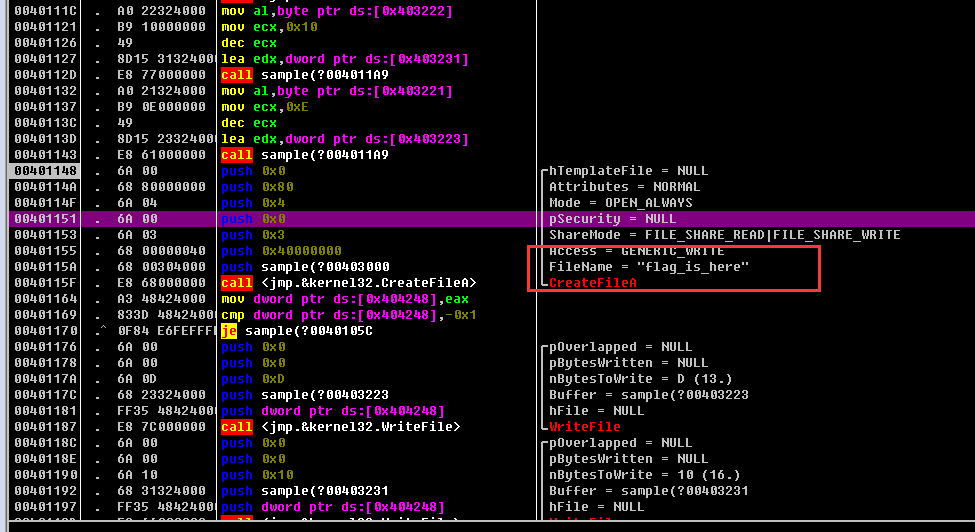 0040111C . A0 22324000 mov al,byte ptr ds:[0x403222]
00401121 . B9 10000000 mov ecx,0x10
00401126 . 49 dec ecx
00401127 . 8D15 31324000 lea edx,dword ptr ds:[0x403231]
0040112D . E8 77000000 call sample(?004011A9
00401132 . A0 21324000 mov al,byte ptr ds:[0x403221]
00401137 . B9 0E000000 mov ecx,0xE
0040113C . 49 dec ecx
0040113D . 8D15 23324000 lea edx,dword ptr ds:[0x403223]
00401143 . E8 61000000 call sample(?004011A9
00401148 . 6A 00 push 0x0 hTemplateFile = NULL
0040114A . 68 80000000 push 0x80 Attributes = NORMAL
0040114F . 6A 04 push 0x4 Mode = OPEN_ALWAYS
00401151 . 6A 00 push 0x0 pSecurity = NULL
00401153 . 6A 03 push 0x3 ShareMode = FILE_SHARE_READ|FILE_SHARE_WRITE
00401155 . 68 00000040 push 0x40000000 Access = GENERIC_WRITE
0040115A . 68 00304000 push sample(?00403000 FileName = "flag_is_here"
0040115F . E8 68000000 call <jmp.&kernel32.CreateFileA> CreateFileA
00401164 . A3 48424000 mov dword ptr ds:[0x404248],eax
00401169 . 833D 48424000 cmp dword ptr ds:[0x404248],-0x1
00401170 .^ 0F84 E6FEFFFF je sample(?0040105C
00401176 . 6A 00 push 0x0 pOverlapped = NULL
00401178 . 6A 00 push 0x0 pBytesWritten = NULL
0040117A . 6A 0D push 0xD nBytesToWrite = D (13.)
0040117C . 68 23324000 push sample(?00403223 Buffer = sample(?00403223
00401181 . FF35 48424000 push dword ptr ds:[0x404248] hFile = NULL
00401187 . E8 7C000000 call <jmp.&kernel32.WriteFile> WriteFile
0040118C . 6A 00 push 0x0 pOverlapped = NULL
0040118E . 6A 00 push 0x0 pBytesWritten = NULL
00401190 . 6A 10 push 0x10 nBytesToWrite = 10 (16.)
00401192 . 68 31324000 push sample(?00403231 Buffer = sample(?00403231
00401197 . FF35 48424000 push dword ptr ds:[0x404248] hFile = NULL